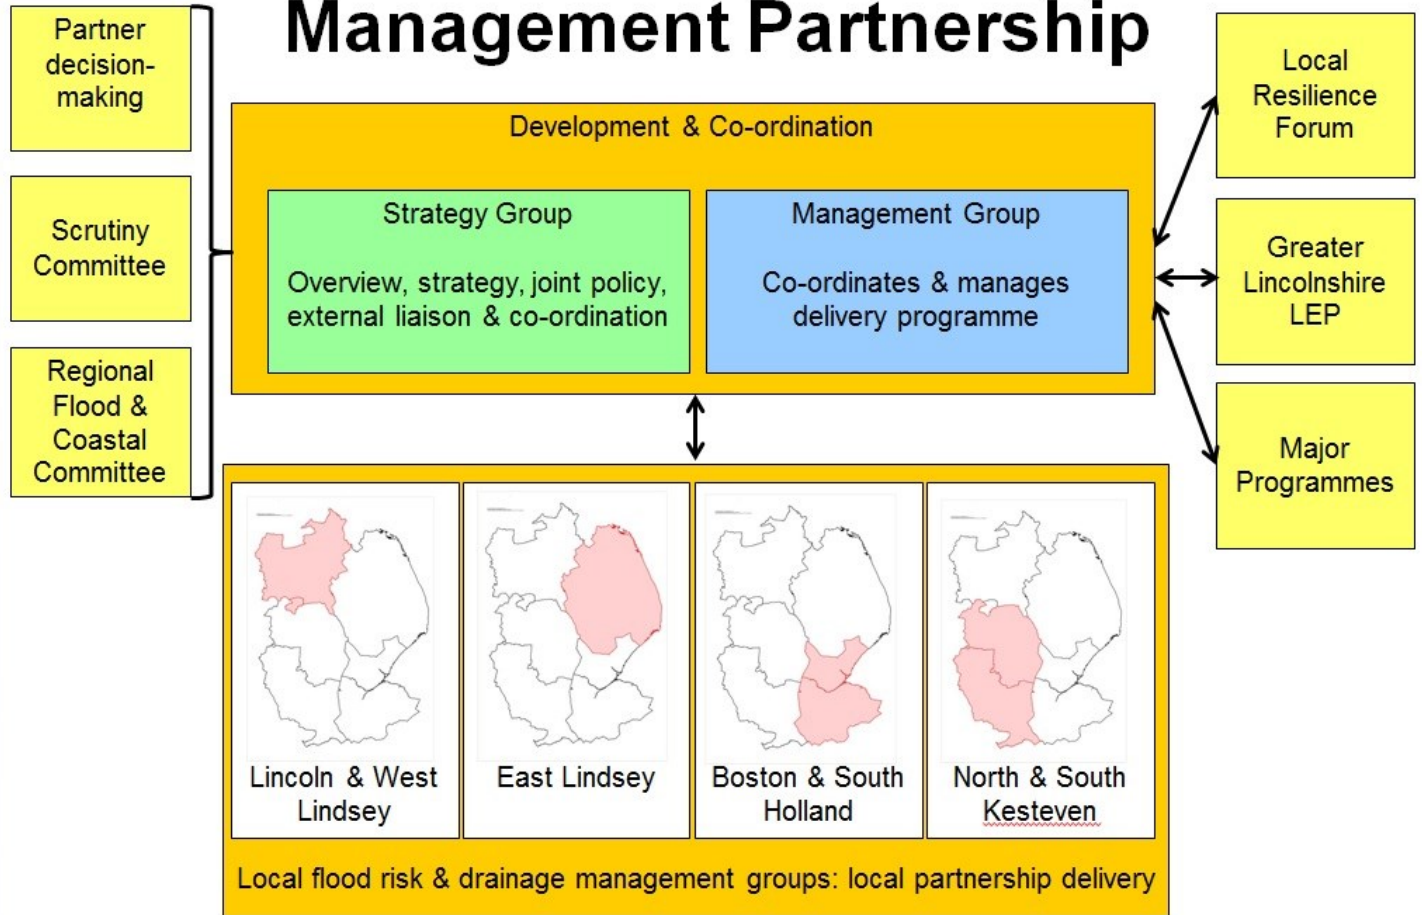 Management Partnership
Partner
decision-
making
Scrutiny
Committee
Regional
Flood &
Coastal
Committee
Development & Co-ordination
Strategy Group
Overview, strategy, joint policy,
external liaison & co-ordination
Management Group
Co-ordinates & manages
delivery programme
Local
Resilience
Forum
Greater
Lincolnshire
LEP
Major
Programmes
Lincoln & West
Lindsey
East Lindsey
Boston & South
Holland
North & South
Kesteven
Local flood risk & drainage management groups: local partnership delivery